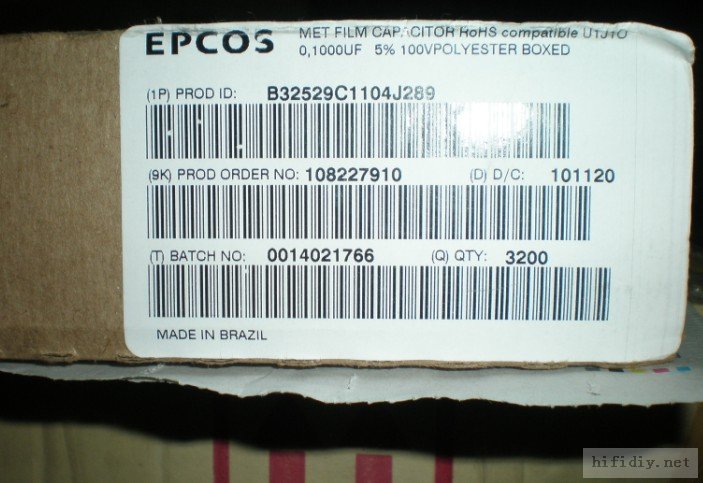 EPCOS
MET FILM CAPACITOR RoHS compatible U1J1O
0,1000UF 5% 100VPOLYESTER BOXED
(1P) PROD ID: B32529C1104J289
(9K) PROD ORDER NO: 108227910 (D) D/C: 101120
(T) BATCH NO: 0014021766 (Q) QTY: 3200
MADE IN BRAZIL
hifidiy.net